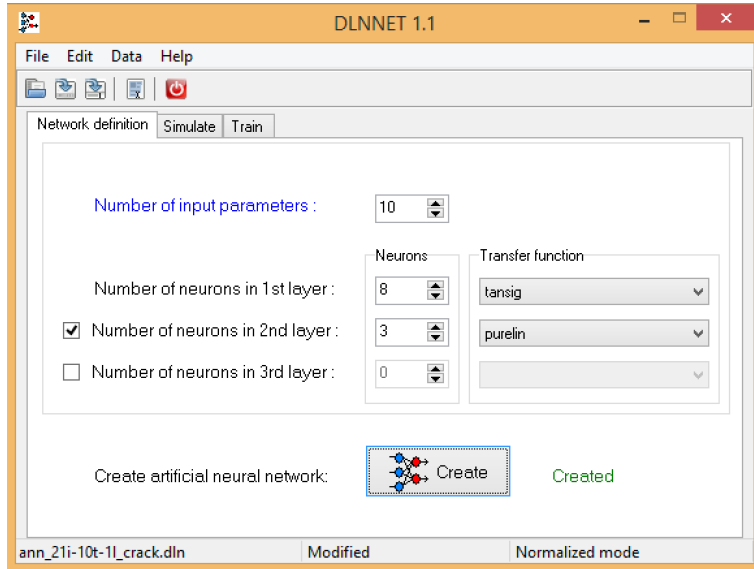 DLNNET 1.1
File Edit Data Help
Network definition Simulate Train
Number of input parameters : 10
Neurons Transfer function
Number of neurons in 1st layer : 8 tansig
Number of neurons in 2nd layer : 3 purelin
Number of neurons in 3rd layer : 0
Create artificial neural network: Create Created
ann_21i-10t-1l_crack.dln Modified Normalized mode